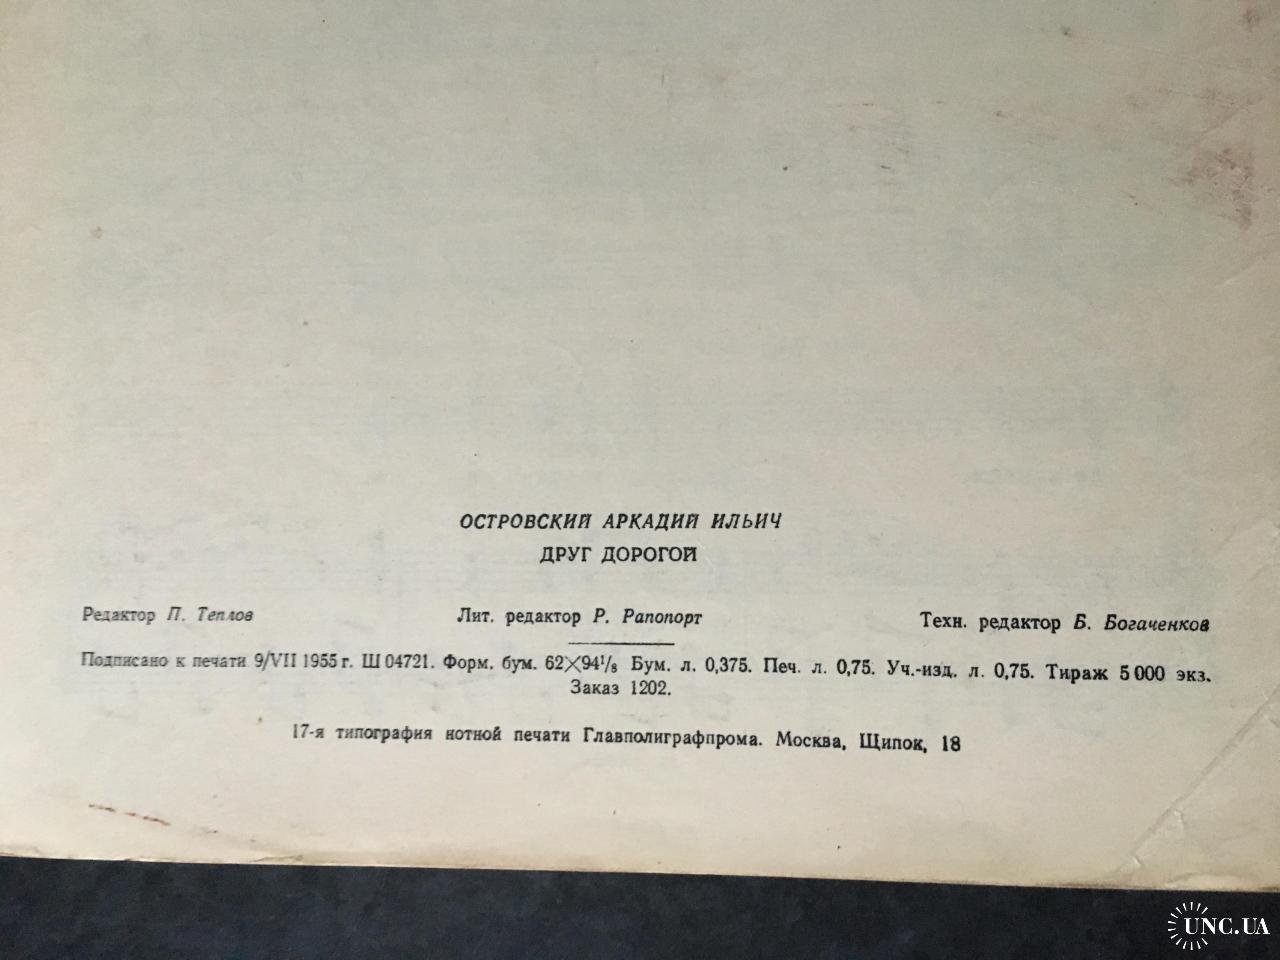 ОСТРОВСКИЙ АРКАДИЙ ИЛЬИЧ
ДРУГ ДОРОГОЙ
Редактор П. Теплов Лит. редактор Р. Рапопорт Техн. редактор Б. Богаченков
Подписано к печати 9/VII 1955 г. Ш 04721. Форм. бум. 62×94¹/₈ Бум. л. 0,375. Печ. л. 0,75. Уч.-изд. л. 0,75. Тираж 5 000 экз.
Заказ 1202.
17-я типография нотной печати Главполиграфпрома. Москва, Щипок, 18
UNC.UA